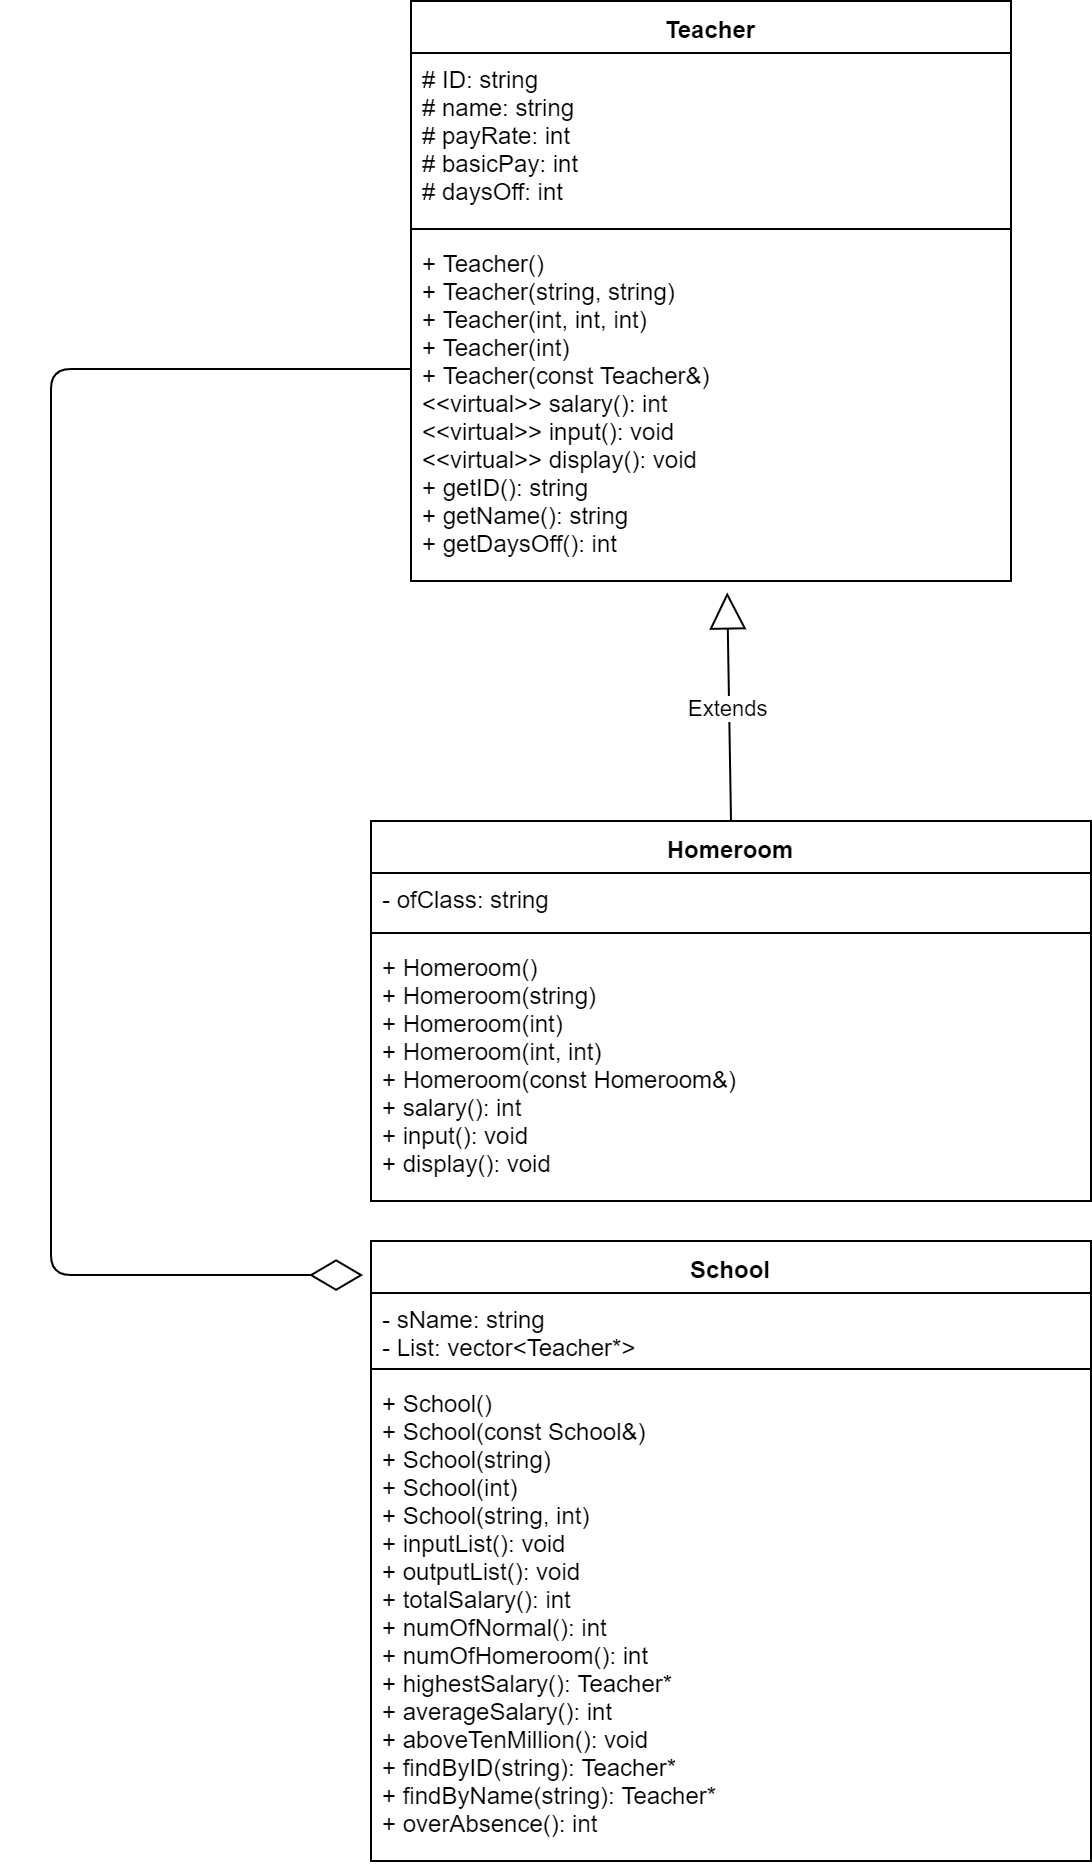 Teacher
# ID: string
# name: string
# payRate: int
# basicPay: int
# daysOff: int
+ Teacher()
+ Teacher(string, string)
+ Teacher(int, int, int)
+ Teacher(int)
+ Teacher(const Teacher&)
<<virtual>> salary(): int
<<virtual>> input(): void
<<virtual>> display(): void
+ getID(): string
+ getName(): string
+ getDaysOff(): int
Extends
Homeroom
- ofClass: string
+ Homeroom()
+ Homeroom(string)
+ Homeroom(int)
+ Homeroom(int, int)
+ Homeroom(const Homeroom&)
+ salary(): int
+ input(): void
+ display(): void
School
- sName: string
- List: vector<Teacher*>
+ School()
+ School(const School&)
+ School(string)
+ School(int)
+ School(string, int)
+ inputList(): void
+ outputList(): void
+ totalSalary(): int
+ numOfNormal(): int
+ numOfHomeroom(): int
+ highestSalary(): Teacher*
+ averageSalary(): int
+ aboveTenMillion(): void
+ findByID(string): Teacher*
+ findByName(string): Teacher*
+ overAbsence(): int